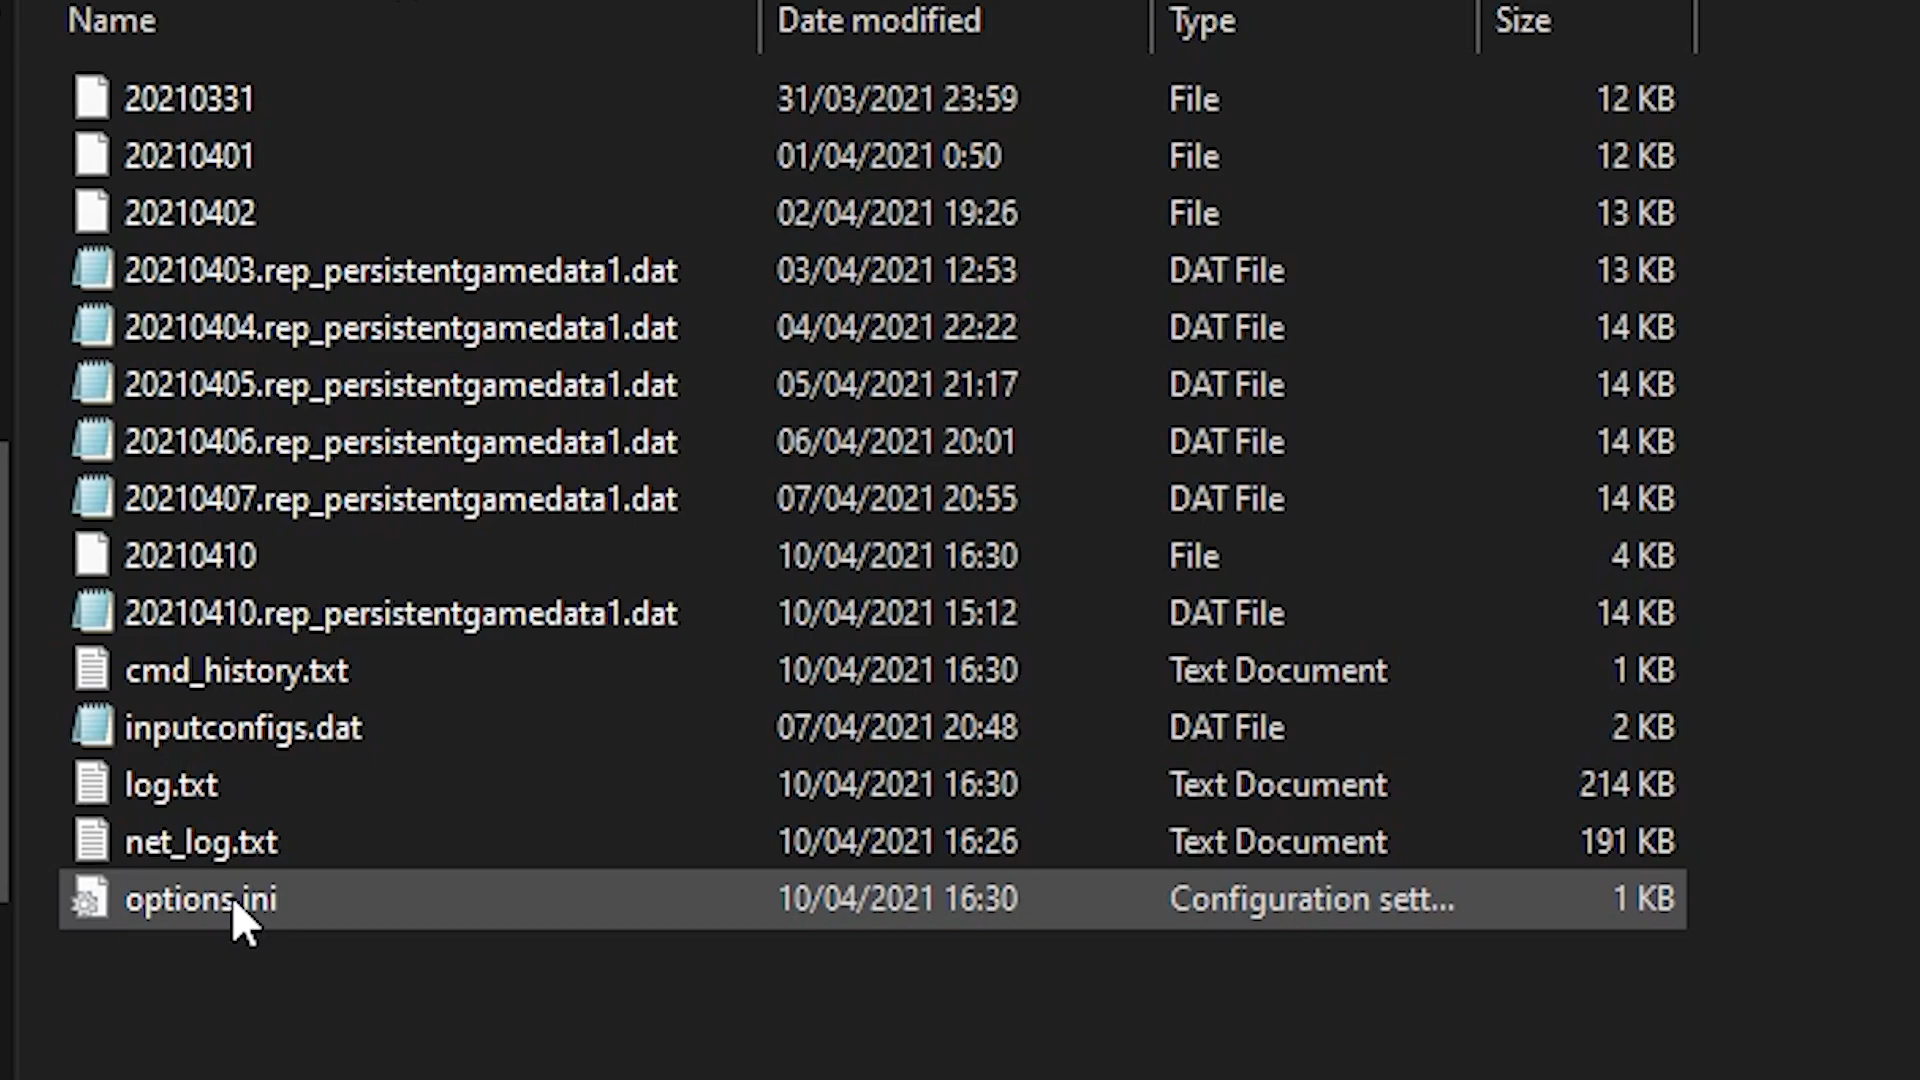 Name Date modified Type Size
20210331 31/03/2021 23:59 File 12 KB
20210401 01/04/2021 0:50 File 12 KB
20210402 02/04/2021 19:26 File 13 KB
20210403.rep_persistentgamedata1.dat 03/04/2021 12:53 DAT File 13 KB
20210404.rep_persistentgamedata1.dat 04/04/2021 22:22 DAT File 14 KB
20210405.rep_persistentgamedata1.dat 05/04/2021 21:17 DAT File 14 KB
20210406.rep_persistentgamedata1.dat 06/04/2021 20:01 DAT File 14 KB
20210407.rep_persistentgamedata1.dat 07/04/2021 20:55 DAT File 14 KB
20210410 10/04/2021 16:30 File 4 KB
20210410.rep_persistentgamedata1.dat 10/04/2021 15:12 DAT File 14 KB
cmd_history.txt 10/04/2021 16:30 Text Document 1 KB
inputconfigs.dat 07/04/2021 20:48 DAT File 2 KB
log.txt 10/04/2021 16:30 Text Document 214 KB
net_log.txt 10/04/2021 16:26 Text Document 191 KB
options.ini 10/04/2021 16:30 Configuration sett... 1 KB